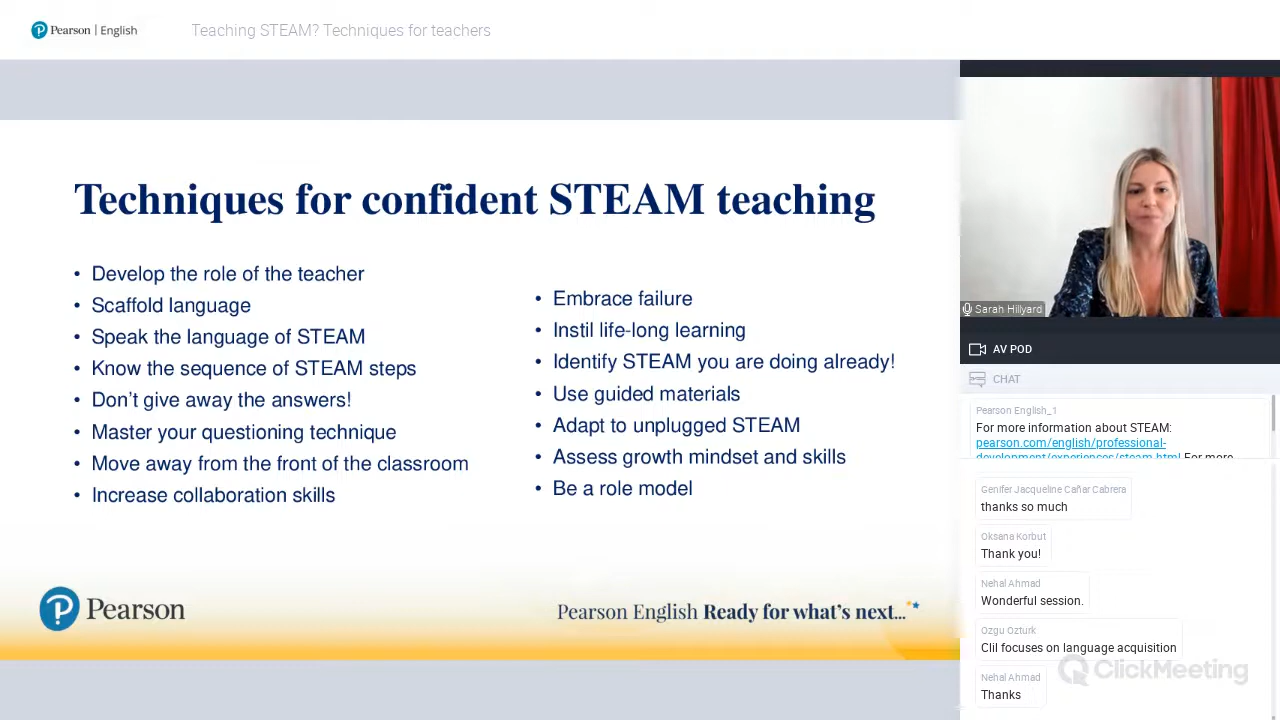 Pearson | English
Teaching STEAM? Techniques for teachers
Techniques for confident STEAM teaching
• Develop the role of the teacher
• Scaffold language
• Speak the language of STEAM
• Know the sequence of STEAM steps
• Don't give away the answers!
• Master your questioning technique
• Move away from the front of the classroom
• Increase collaboration skills
• Embrace failure
• Instil life-long learning
• Identify STEAM you are doing already!
• Use guided materials
• Adapt to unplugged STEAM
• Assess growth mindset and skills
• Be a role model
Pearson
Pearson English Ready for what's next...
Sarah Hillyard
AV POD
CHAT
Pearson English_1
For more information about STEAM:
pearson.com/english/professional-
development/experiences/steam.html For more
Genifer Jacqueline Cañar Cabrera
thanks so much
Oksana Korbut
Thank you!
Nehal Ahmad
Wonderful session.
Ozgu Ozturk
Clil focuses on language acquisition
Nehal Ahmad
Thanks
ClickMeeting